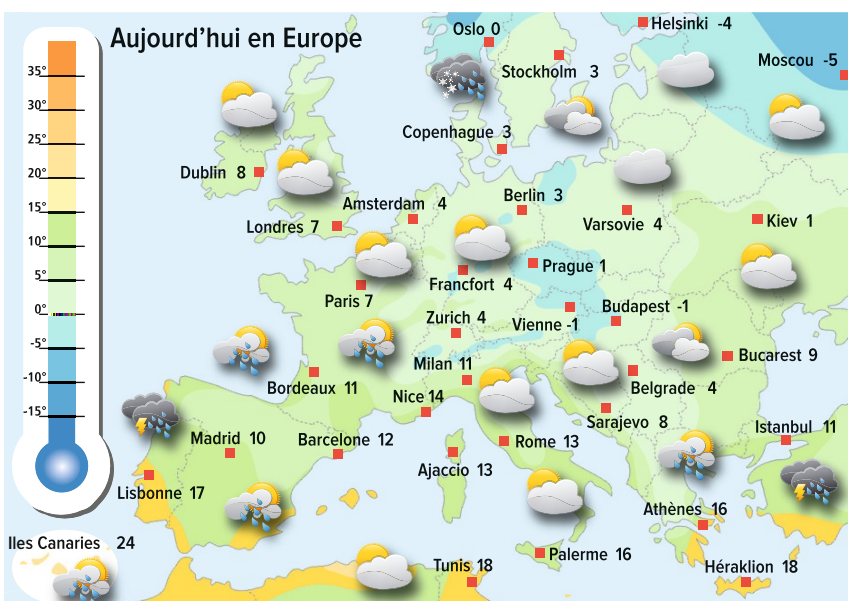 Aujourd'hui en Europe
35°
30°
25°
20°
15°
10°
5°
0°
-5°
-10°
-15°
Oslo 0
Helsinki -4
Stockholm 3
Moscou -5
Copenhague 3
Dublin 8
Amsterdam 4
Berlin 3
Londres 7
Varsovie 4
Kiev 1
Prague 1
Francfort 4
Paris 7
Zurich 4
Vienne -1
Budapest -1
Milan 11
Bucarest 9
Bordeaux 11
Belgrade 4
Nice 14
Sarajevo 8
Istanbul 11
Madrid 10
Barcelone 12
Rome 13
Ajaccio 13
Lisbonne 17
Athènes 16
Iles Canaries 24
Palerme 16
Tunis 18
Héraklion 18